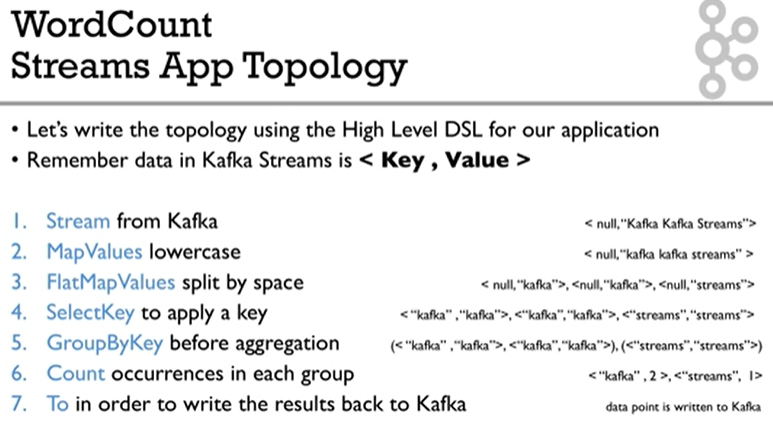 WordCount
Streams App Topology
• Let's write the topology using the High Level DSL for our application
• Remember data in Kafka Streams is < Key , Value >
1. Stream from Kafka < null,"Kafka Kafka Streams">
2. MapValues lowercase < null,"kafka kafka streams" >
3. FlatMapValues split by space < null,"kafka">, <null,"kafka">, <null,"streams">
4. SelectKey to apply a key < "kafka" ,"kafka">, <"kafka","kafka">, <"streams","streams">
5. GroupByKey before aggregation (< "kafka" ,"kafka">, <"kafka","kafka">), (<"streams","streams">)
6. Count occurrences in each group < "kafka" , 2 >, <"streams", 1>
7. To in order to write the results back to Kafka data point is written to Kafka